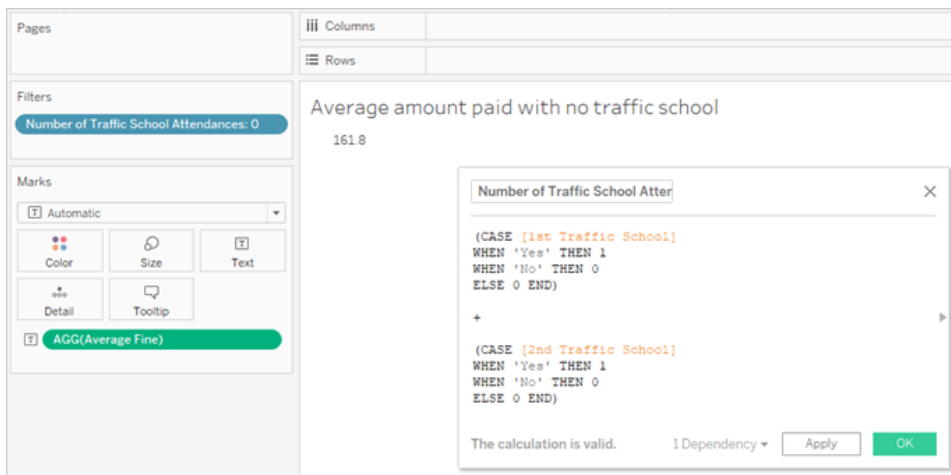 Pages
iii Columns
Rows
Filters
Number of Traffic School Attendances: 0
Average amount paid with no traffic school
161.8
Marks
T Automatic
Color Size Text
Detail Tooltip
T AGG(Average Fine)
Number of Traffic School Atter
(CASE [1st Traffic School]
WHEN 'Yes' THEN 1
WHEN 'No' THEN 0
ELSE 0 END)
+
(CASE [2nd Traffic School]
WHEN 'Yes' THEN 1
WHEN 'No' THEN 0
ELSE 0 END)
The calculation is valid. 1 Dependency Apply OK